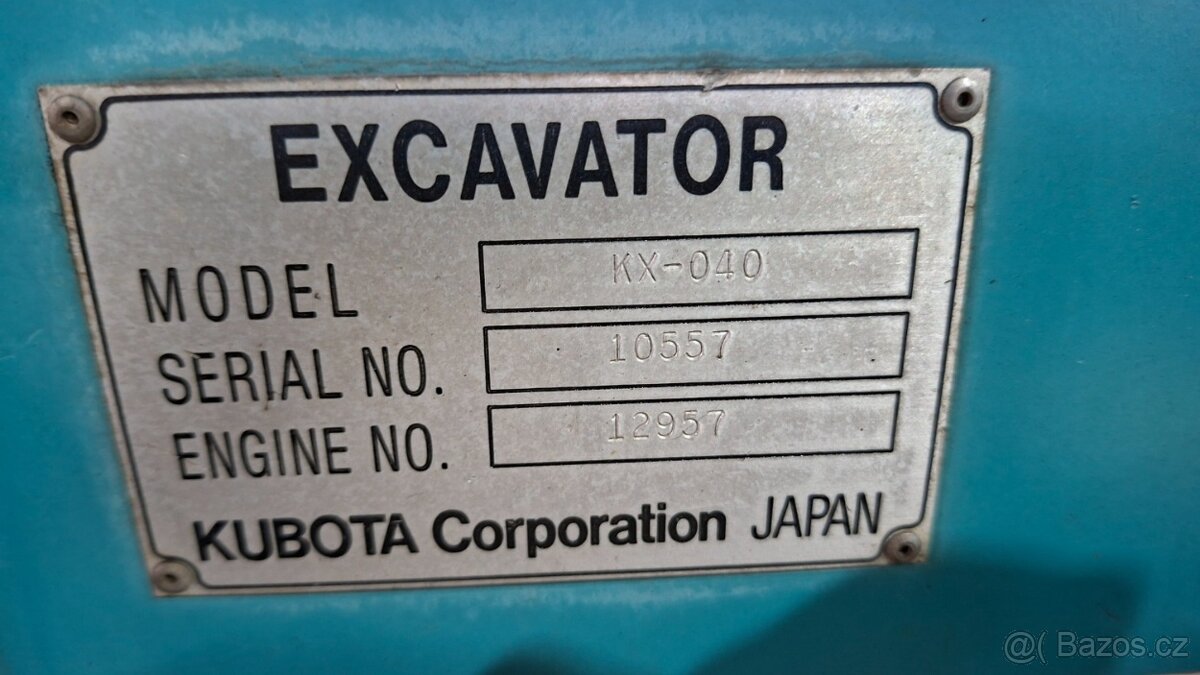 EXCAVATOR
MODEL KX-040
SERIAL NO. 10557
ENGINE NO. 12957
KUBOTA Corporation JAPAN
@( Bazos.cz